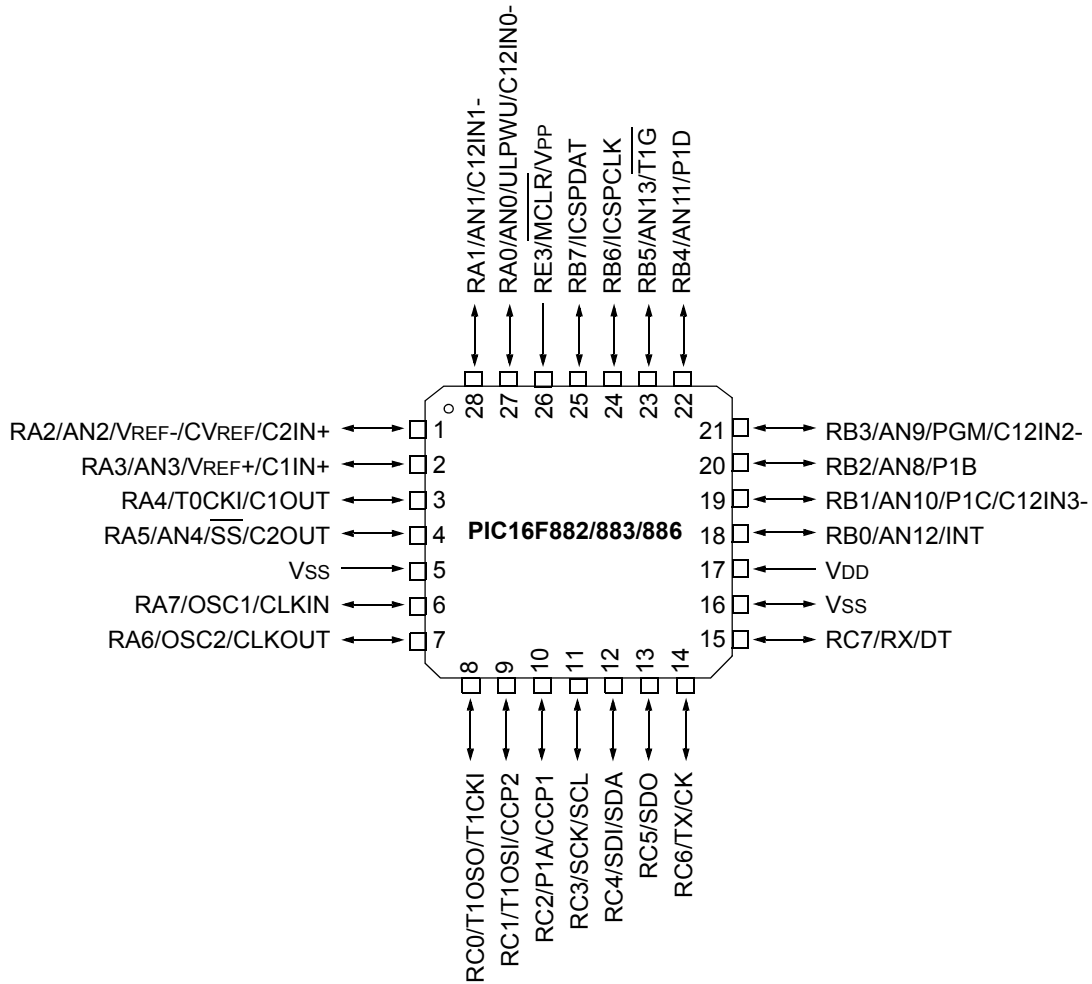 RA1/AN1/C12IN1-
RA0/AN0/ULPWU/C12IN0-
RE3/MCLR/VPP
RB7/ICSPDAT
RB6/ICSPCLK
RB5/AN13/T1G
RB4/AN11/P1D
28
27
26
25
24
23
22
RA2/AN2/VREF-/CVREF/C2IN+
1
RA3/AN3/VREF+/C1IN+
2
RA4/T0CKI/C1OUT
3
RA5/AN4/SS/C2OUT
4
VSS
5
RA7/OSC1/CLKIN
6
RA6/OSC2/CLKOUT
7
PIC16F882/883/886
21
RB3/AN9/PGM/C12IN2-
20
RB2/AN8/P1B
19
RB1/AN10/P1C/C12IN3-
18
RB0/AN12/INT
17
VDD
16
VSS
15
RC7/RX/DT
8
9
10
11
12
13
14
RC0/T1OSO/T1CKI
RC1/T1OSI/CCP2
RC2/P1A/CCP1
RC3/SCK/SCL
RC4/SDI/SDA
RC5/SDO
RC6/TX/CK